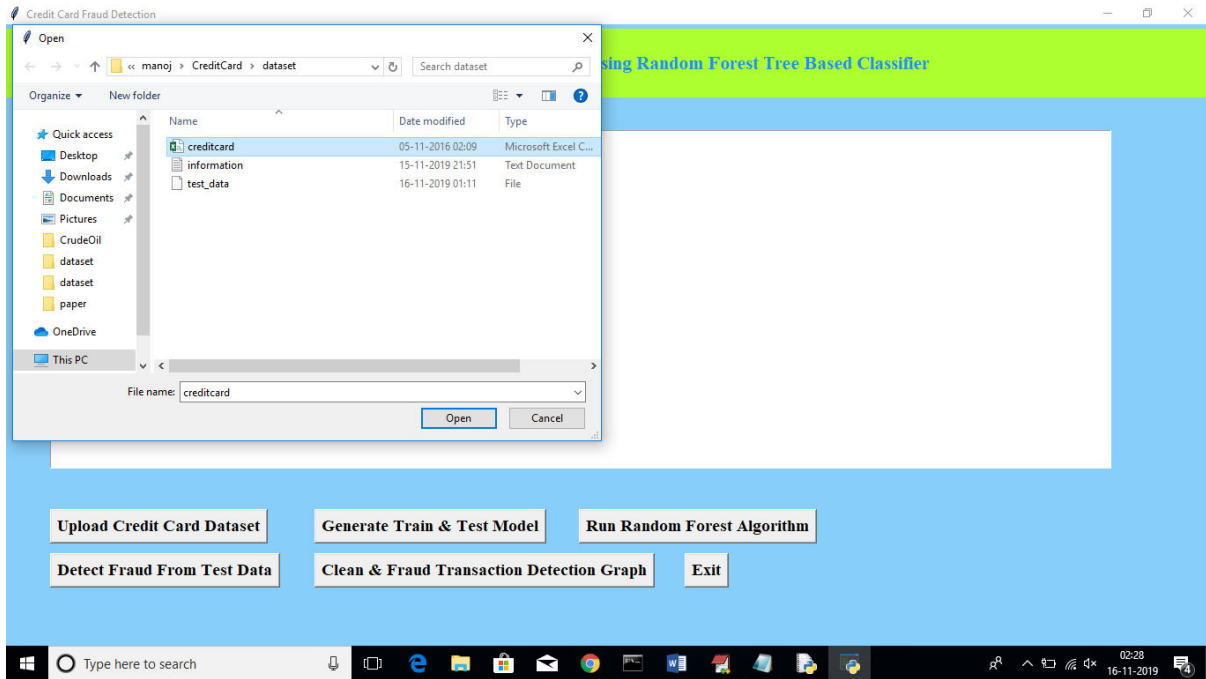 Credit Card Fraud Detection
Open
« manoj › CreditCard › dataset
Search dataset
sing Random Forest Tree Based Classifier
Organize
New folder
Name
Date modified
Type
Quick access
Desktop
Downloads
Documents
Pictures
CrudeOil
dataset
dataset
paper
OneDrive
This PC
creditcard 05-11-2016 02:09 Microsoft Excel C...
information 15-11-2019 21:51 Text Document
test_data 16-11-2019 01:11 File
File name: creditcard
Open
Cancel
Upload Credit Card Dataset
Generate Train & Test Model
Run Random Forest Algorithm
Detect Fraud From Test Data
Clean & Fraud Transaction Detection Graph
Exit
Type here to search
02:28
16-11-2019
4